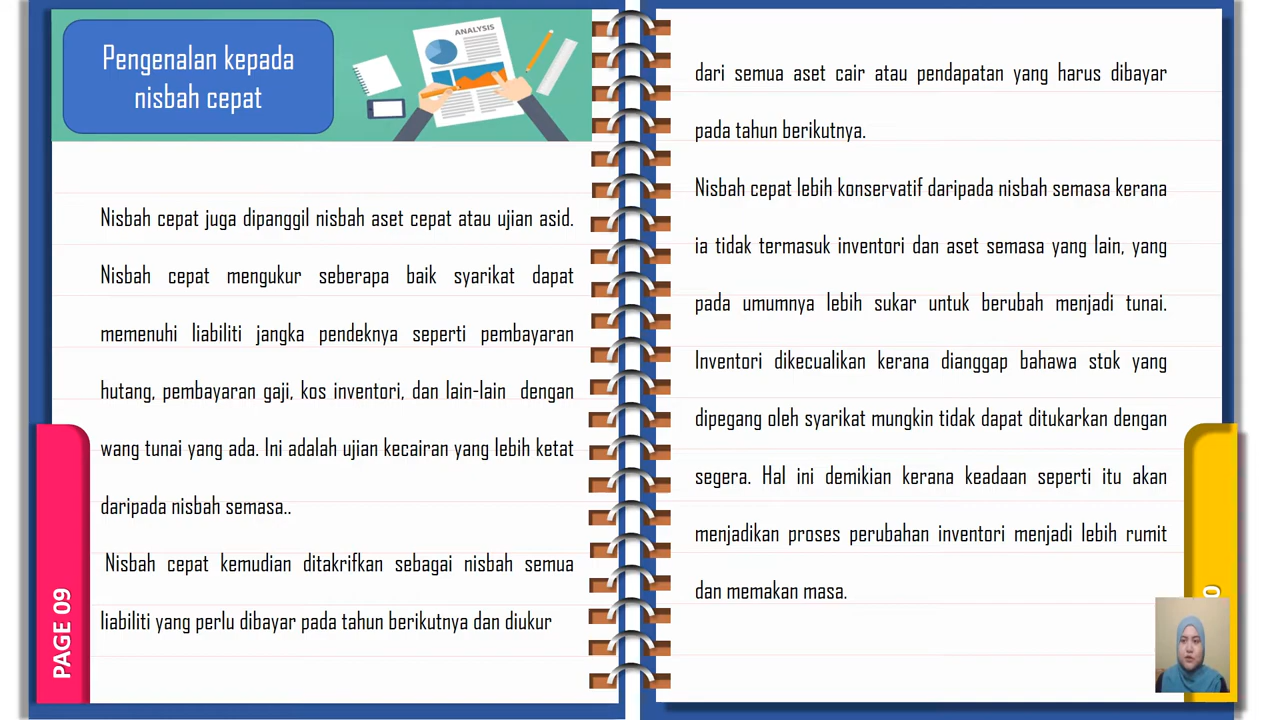 Pengenalan kepada
nisbah cepat
ANALYSIS
Nisbah cepat juga dipanggil nisbah aset cepat atau ujian asid.
Nisbah cepat mengukur seberapa baik syarikat dapat
memenuhi liabiliti jangka pendeknya seperti pembayaran
hutang, pembayaran gaji, kos inventori, dan lain-lain dengan
wang tunai yang ada. Ini adalah ujian kecairan yang lebih ketat
daripada nisbah semasa..
Nisbah cepat kemudian ditakrifkan sebagai nisbah semua
liabiliti yang perlu dibayar pada tahun berikutnya dan diukur
PAGE 09
dari semua aset cair atau pendapatan yang harus dibayar
pada tahun berikutnya.
Nisbah cepat lebih konservatif daripada nisbah semasa kerana
ia tidak termasuk inventori dan aset semasa yang lain, yang
pada umumnya lebih sukar untuk berubah menjadi tunai.
Inventori dikecualikan kerana dianggap bahawa stok yang
dipegang oleh syarikat mungkin tidak dapat ditukarkan dengan
segera. Hal ini demikian kerana keadaan seperti itu akan
menjadikan proses perubahan inventori menjadi lebih rumit
dan memakan masa.